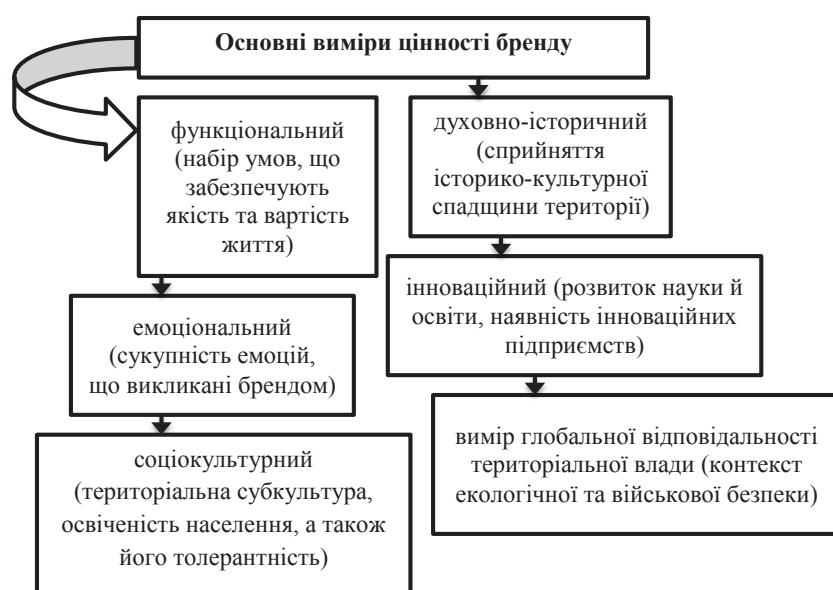 Основні виміри цінності бренду
функціональний
(набір умов, що
забезпечують
якість та вартість
життя)
емоціональний
(сукупність емоцій,
що викликані брендом)
соціокультурний
(територіальна субкультура,
освіченість населення, а також
його толерантність)
духовно-історичний
(сприйняття
історико-культурної
спадщини території)
інноваційний (розвиток науки й
освіти, наявність інноваційних
підприємств)
вимір глобальної відповідальності
територіальної влади (контекст
екологічної та військової безпеки)